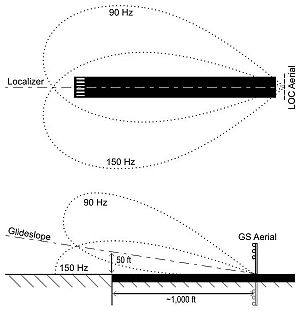 90 Hz
Localizer
LOC Aerial
150 Hz
90 Hz
Glideslope
GS Aerial
50 ft
150 Hz
~1,000 ft